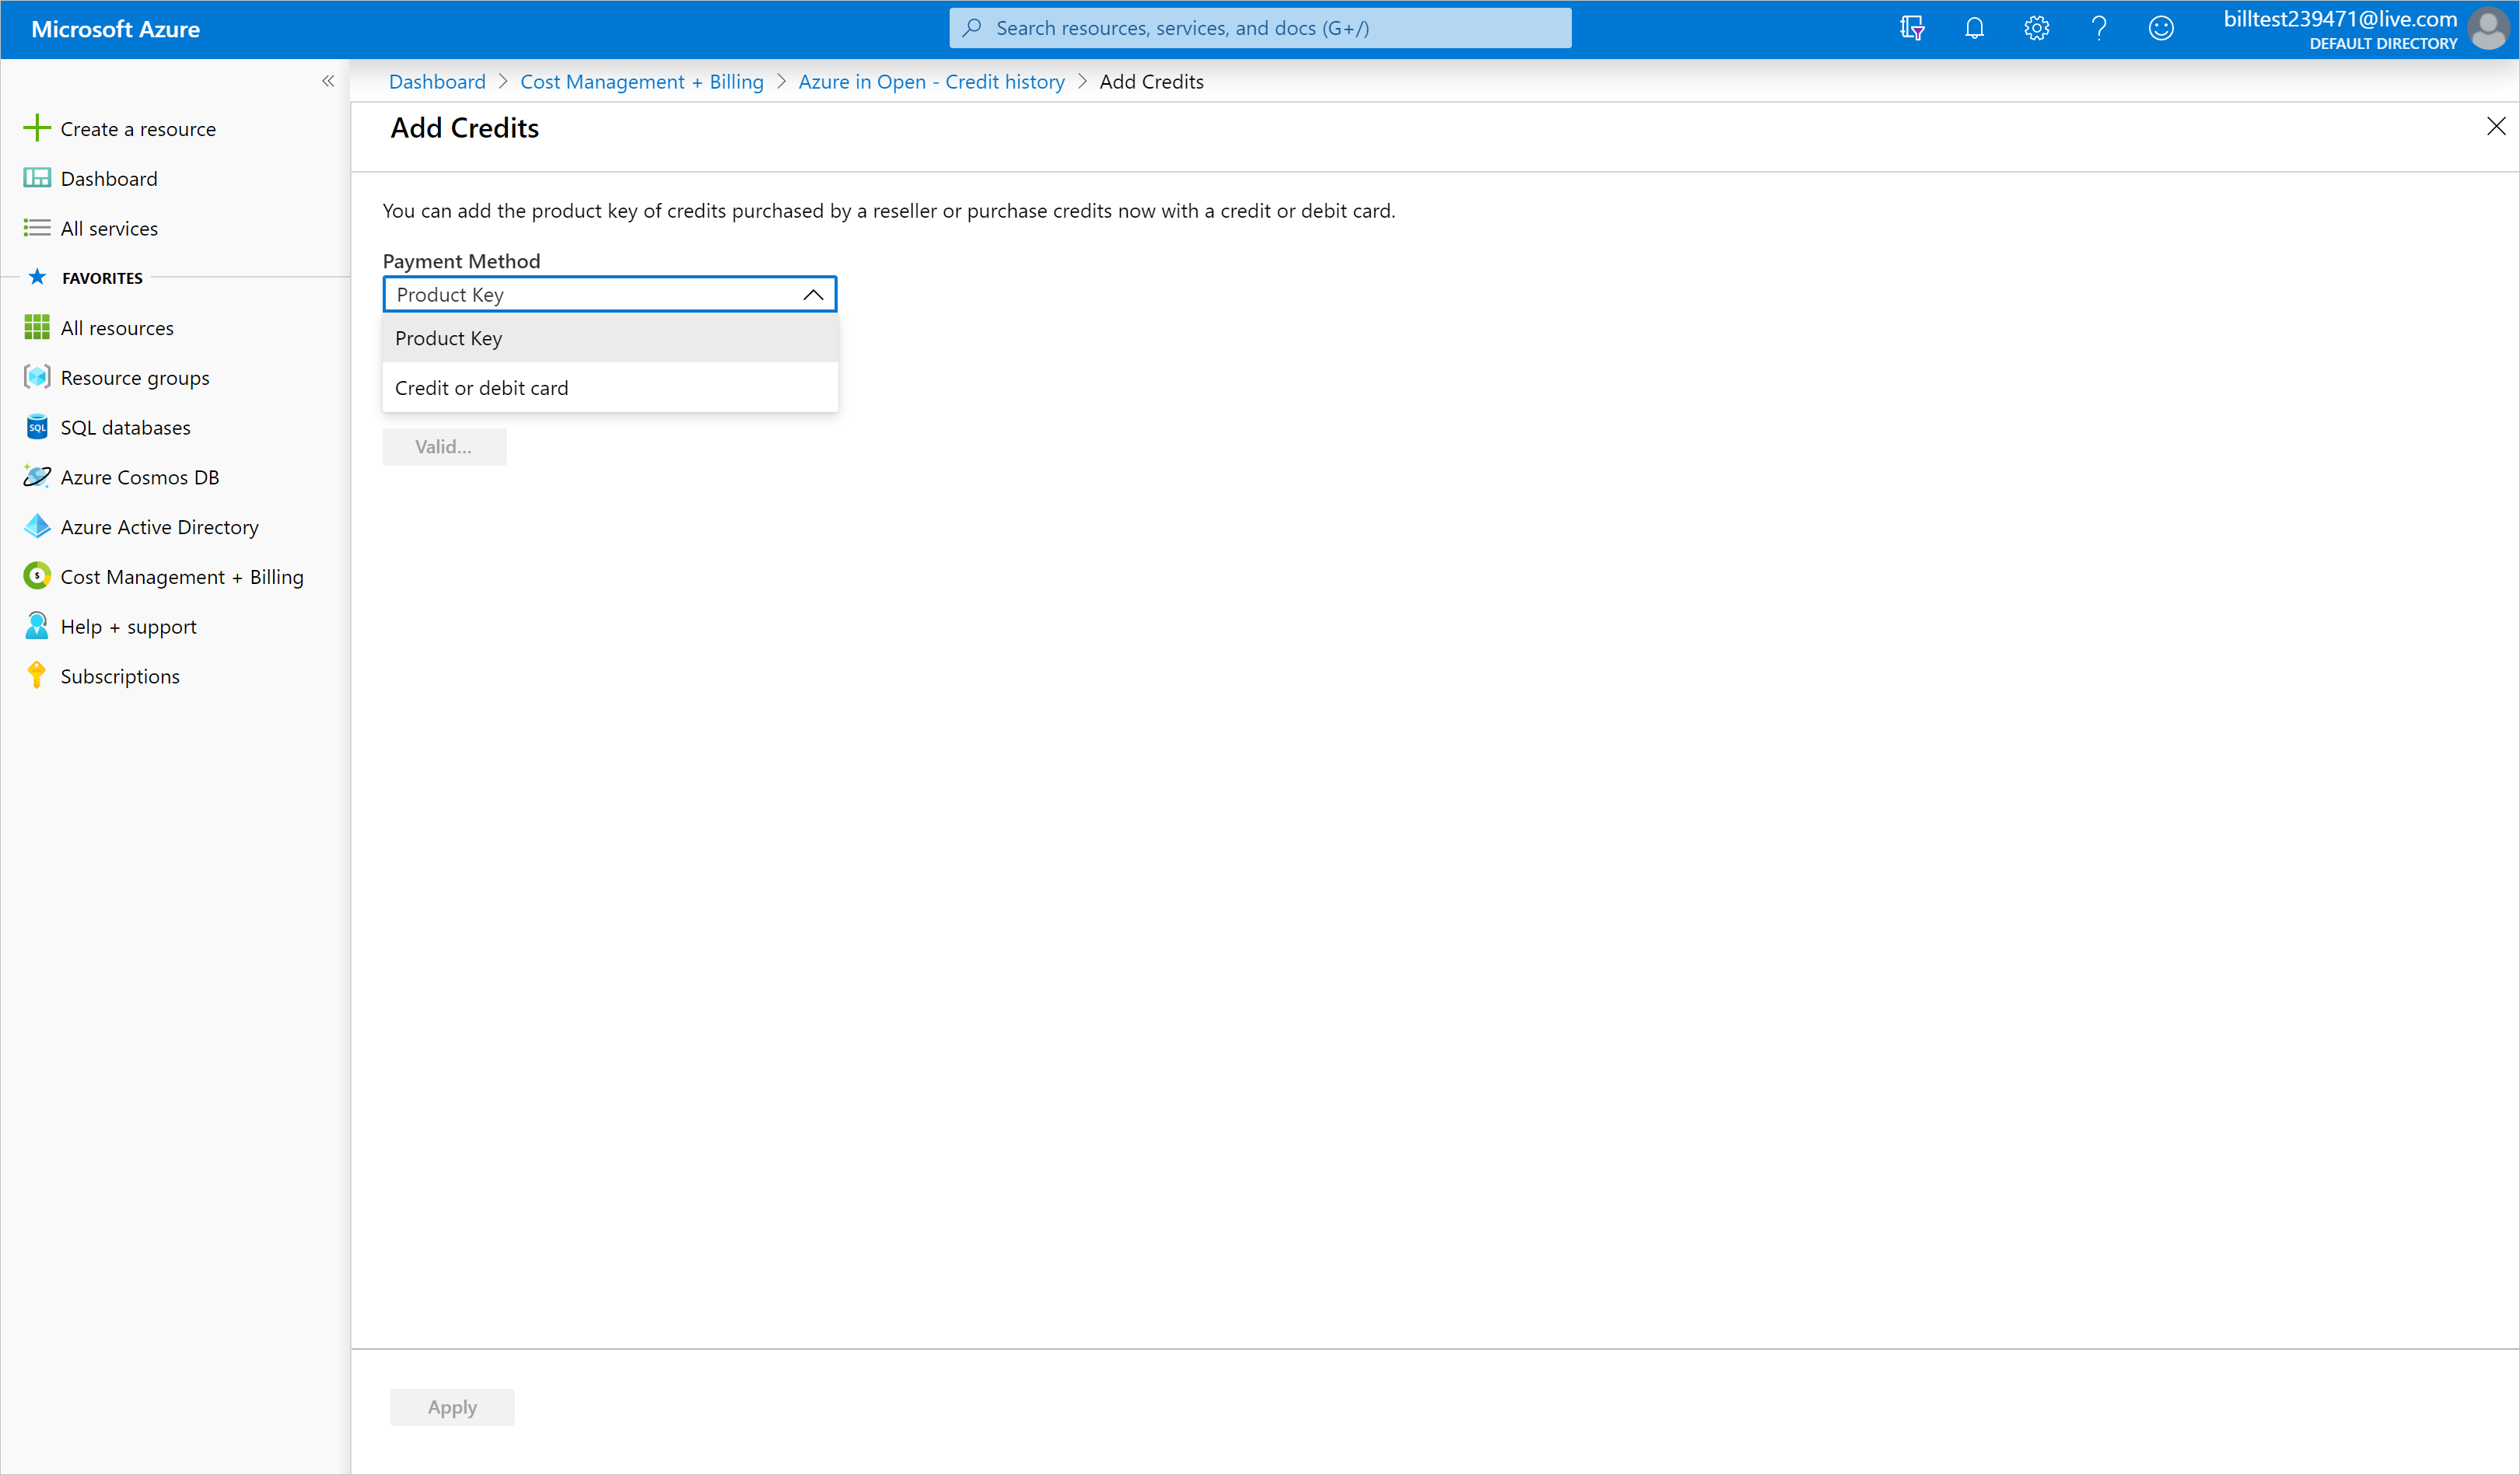 Microsoft Azure
Search resources, services, and docs (G+/)
billtest239471@live.com
DEFAULT DIRECTORY
Dashboard > Cost Management + Billing > Azure in Open - Credit history > Add Credits
Create a resource
Dashboard
All services
FAVORITES
All resources
Resource groups
SQL
SQL databases
Azure Cosmos DB
Azure Active Directory
$
Cost Management + Billing
Help + support
Subscriptions
Add Credits
You can add the product key of credits purchased by a reseller or purchase credits now with a credit or debit card.
Payment Method
Product Key
Product Key
Credit or debit card
Valid...
Apply